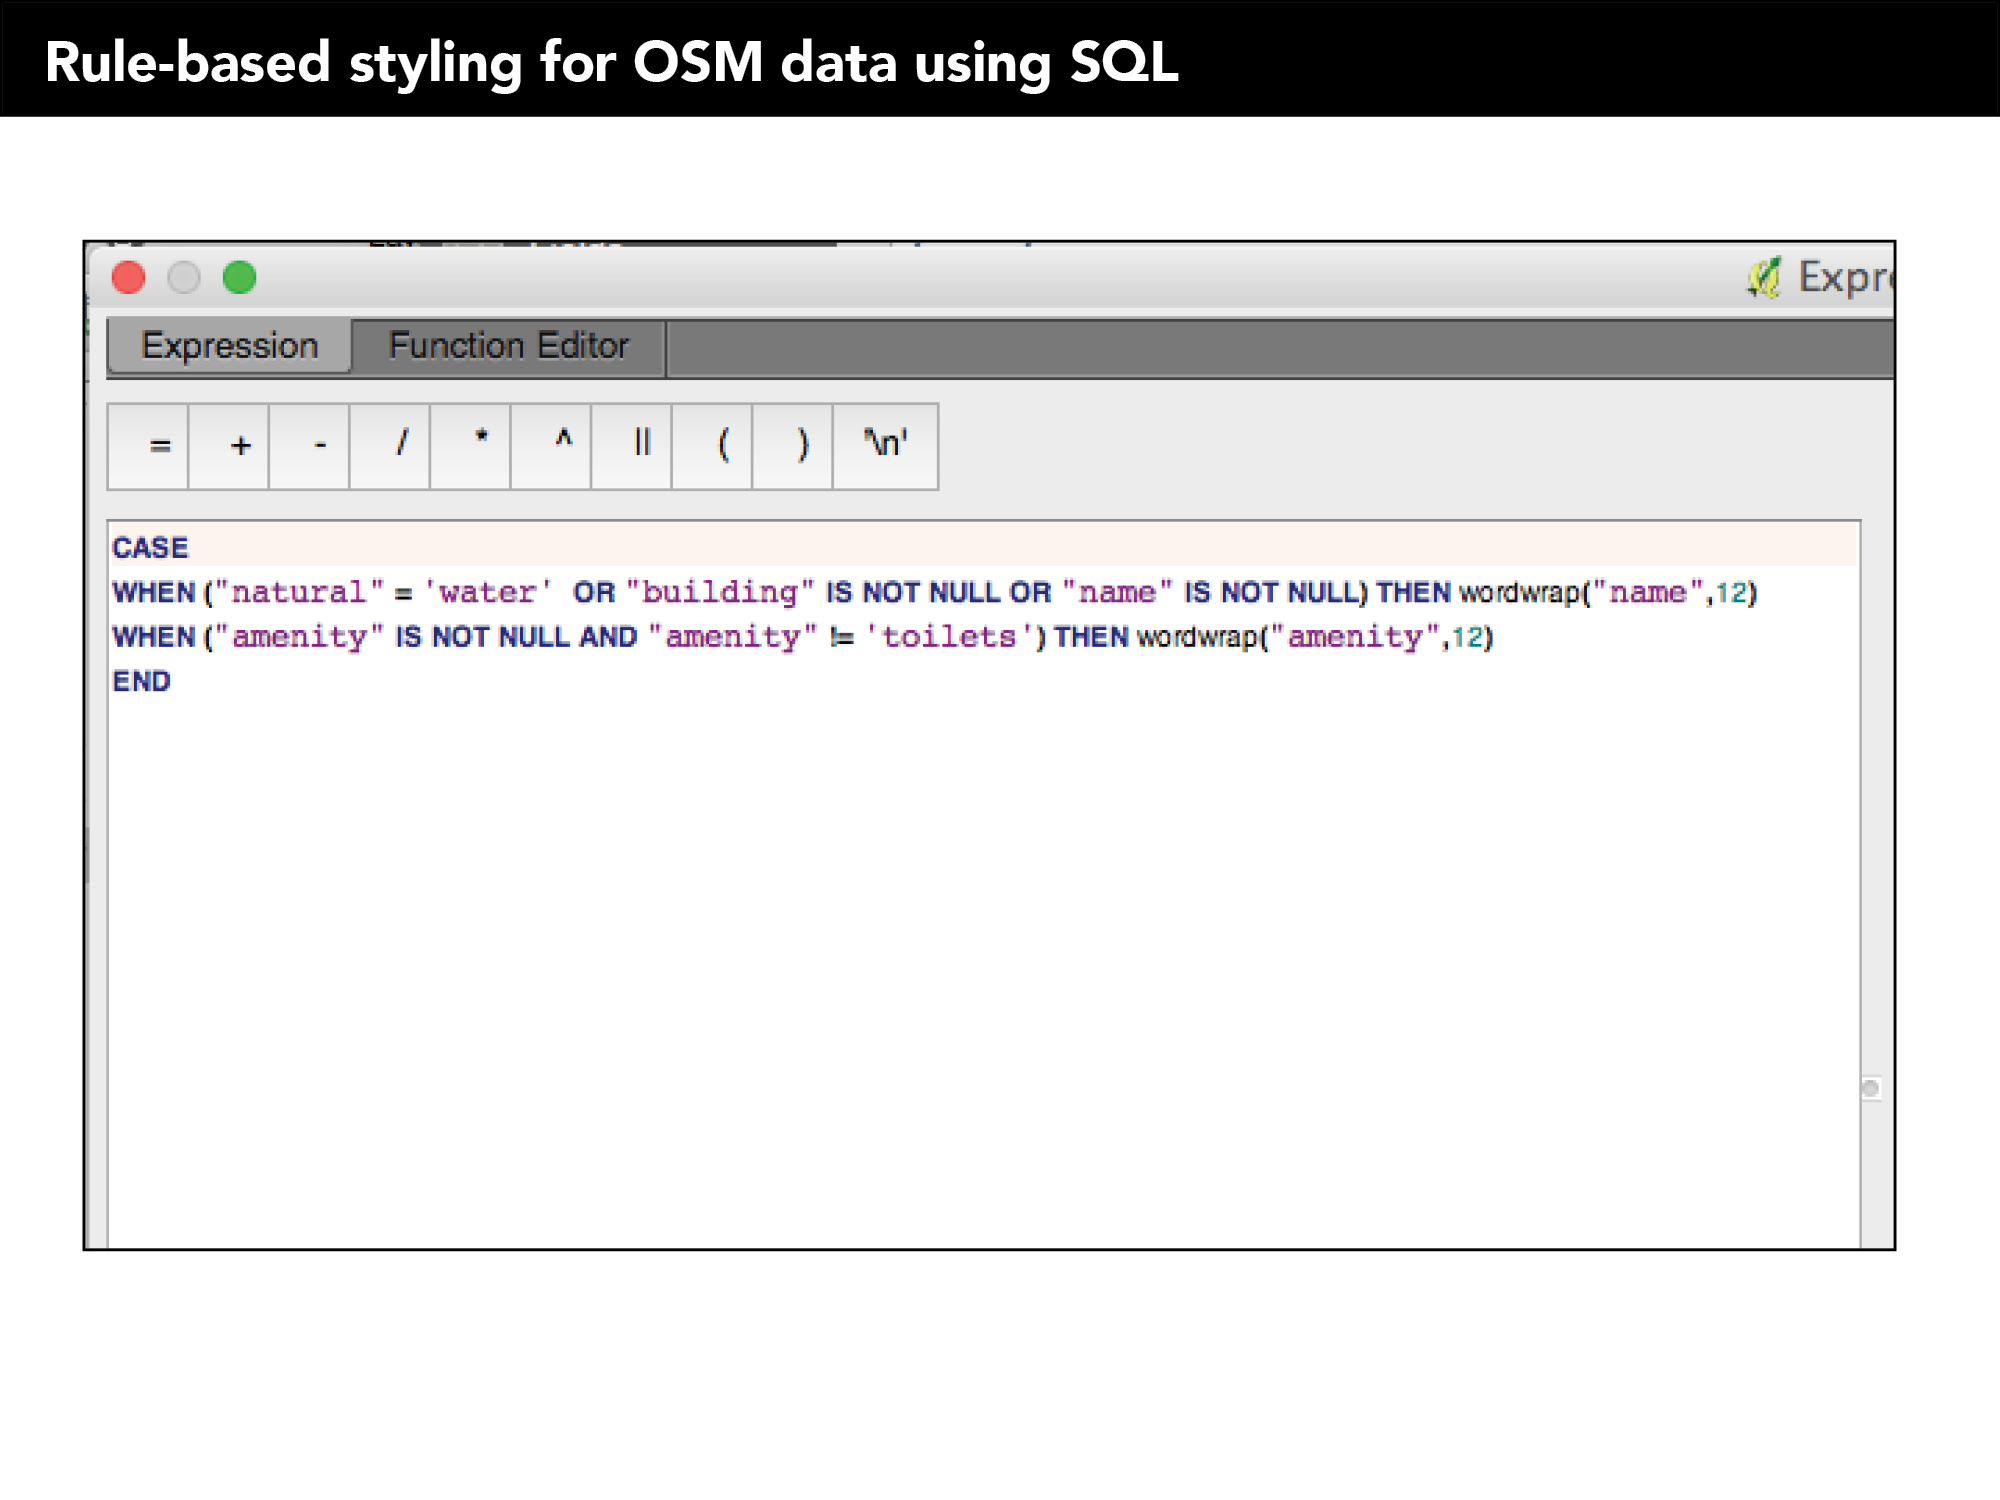 Rule-based styling for OSM data using SQL
Expression Function Editor
= + - / * ^ || ( ) '\n'
CASE
WHEN ("natural" = 'water' OR "building" IS NOT NULL OR "name" IS NOT NULL) THEN wordwrap("name",12)
WHEN ("amenity" IS NOT NULL AND "amenity" != 'toilets') THEN wordwrap("amenity",12)
END